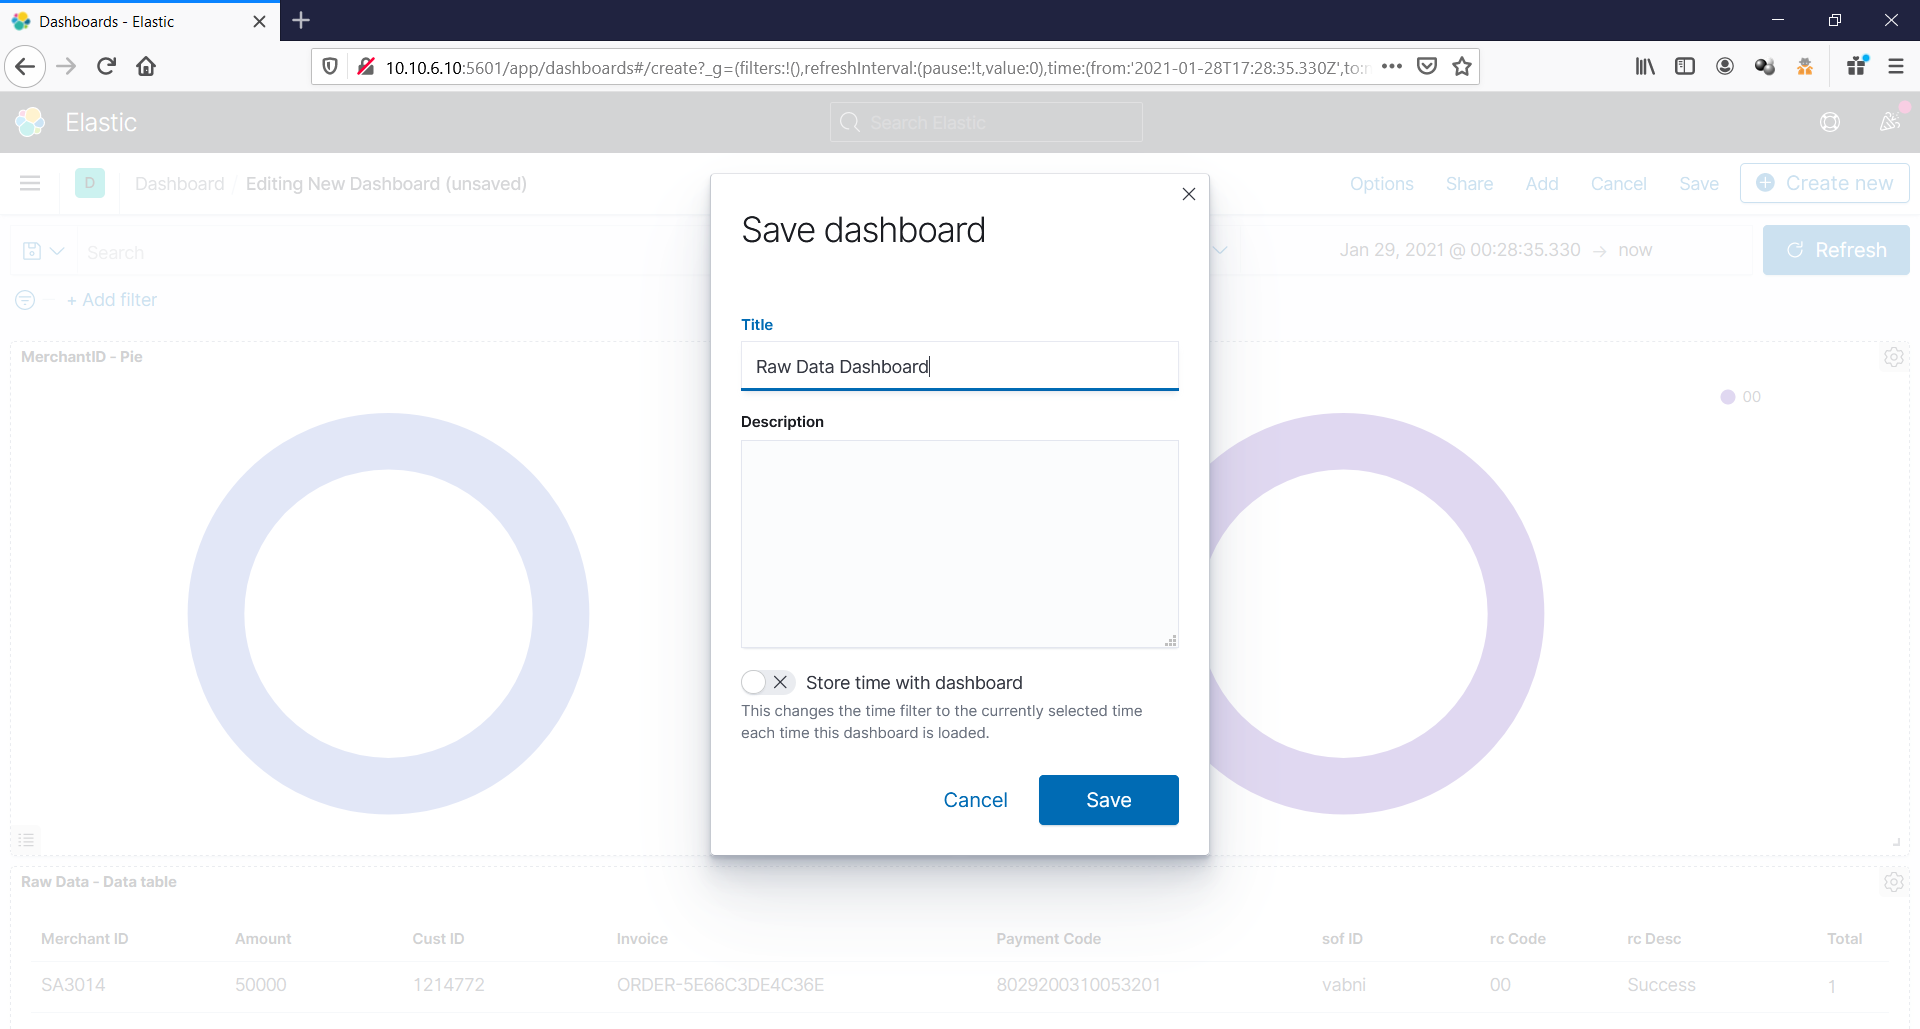 Dashboards - Elastic
10.10.6.10:5601/app/dashboards#/create?_g=(filters:!(),refreshInterval:(pause:!t,value:0),time:(from:'2021-01-28T17:28:35.330Z',to:n
Elastic
Search Elastic
D Dashboard / Editing New Dashboard (unsaved) Options Share Add Cancel Save Create new
Search Jan 29, 2021 @ 00:28:35.330 → now Refresh
+ Add filter
MerchantID - Pie
00
Save dashboard
Title
Raw Data Dashboard
Description
Store time with dashboard
This changes the time filter to the currently selected time
each time this dashboard is loaded.
Cancel Save
Raw Data - Data table
Merchant ID Amount Cust ID Invoice Payment Code sof ID rc Code rc Desc Total
SA3014 50000 1214772 ORDER-5E66C3DE4C36E 8029200310053201 vabni 00 Success 1